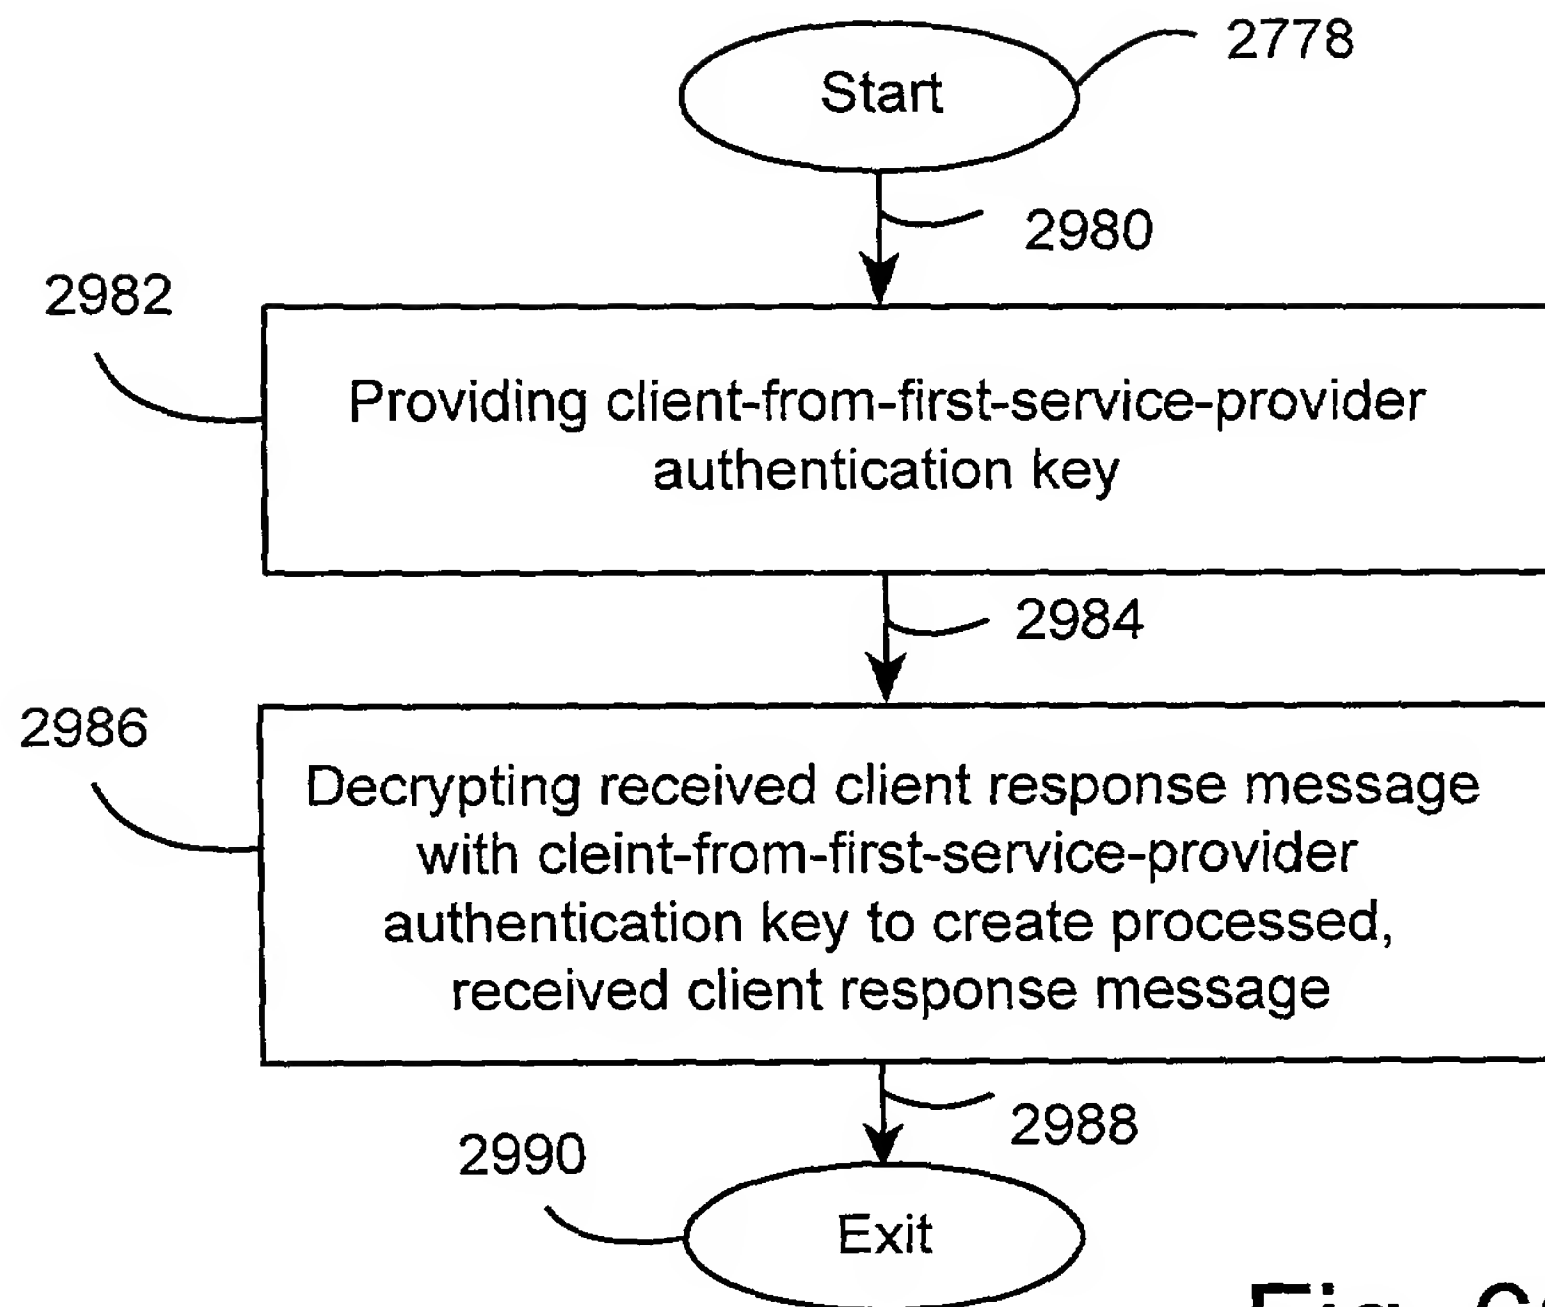 Start
2778
2980
2982
Providing client-from-first-service-provider
authentication key
2984
2986
Decrypting received client response message
with cleint-from-first-service-provider
authentication key to create processed,
received client response message
2988
2990
Exit
Fig